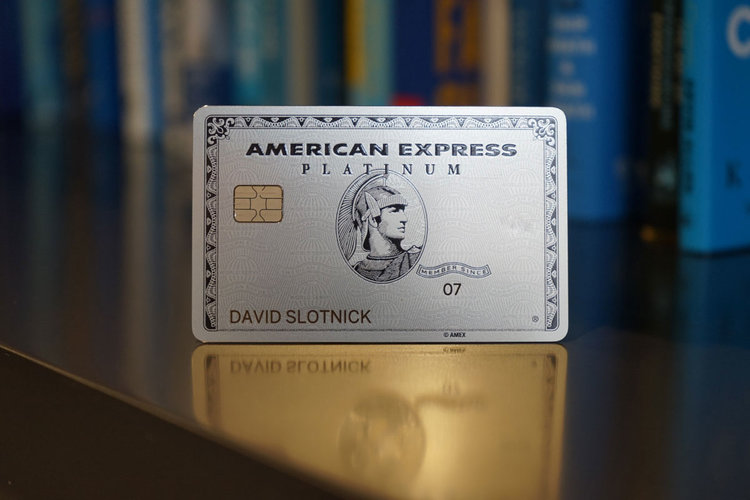 AMERICAN EXPRESS
PLATINUM
MEMBER SINCE
07
DAVID SLOTNICK
®
© AMEX